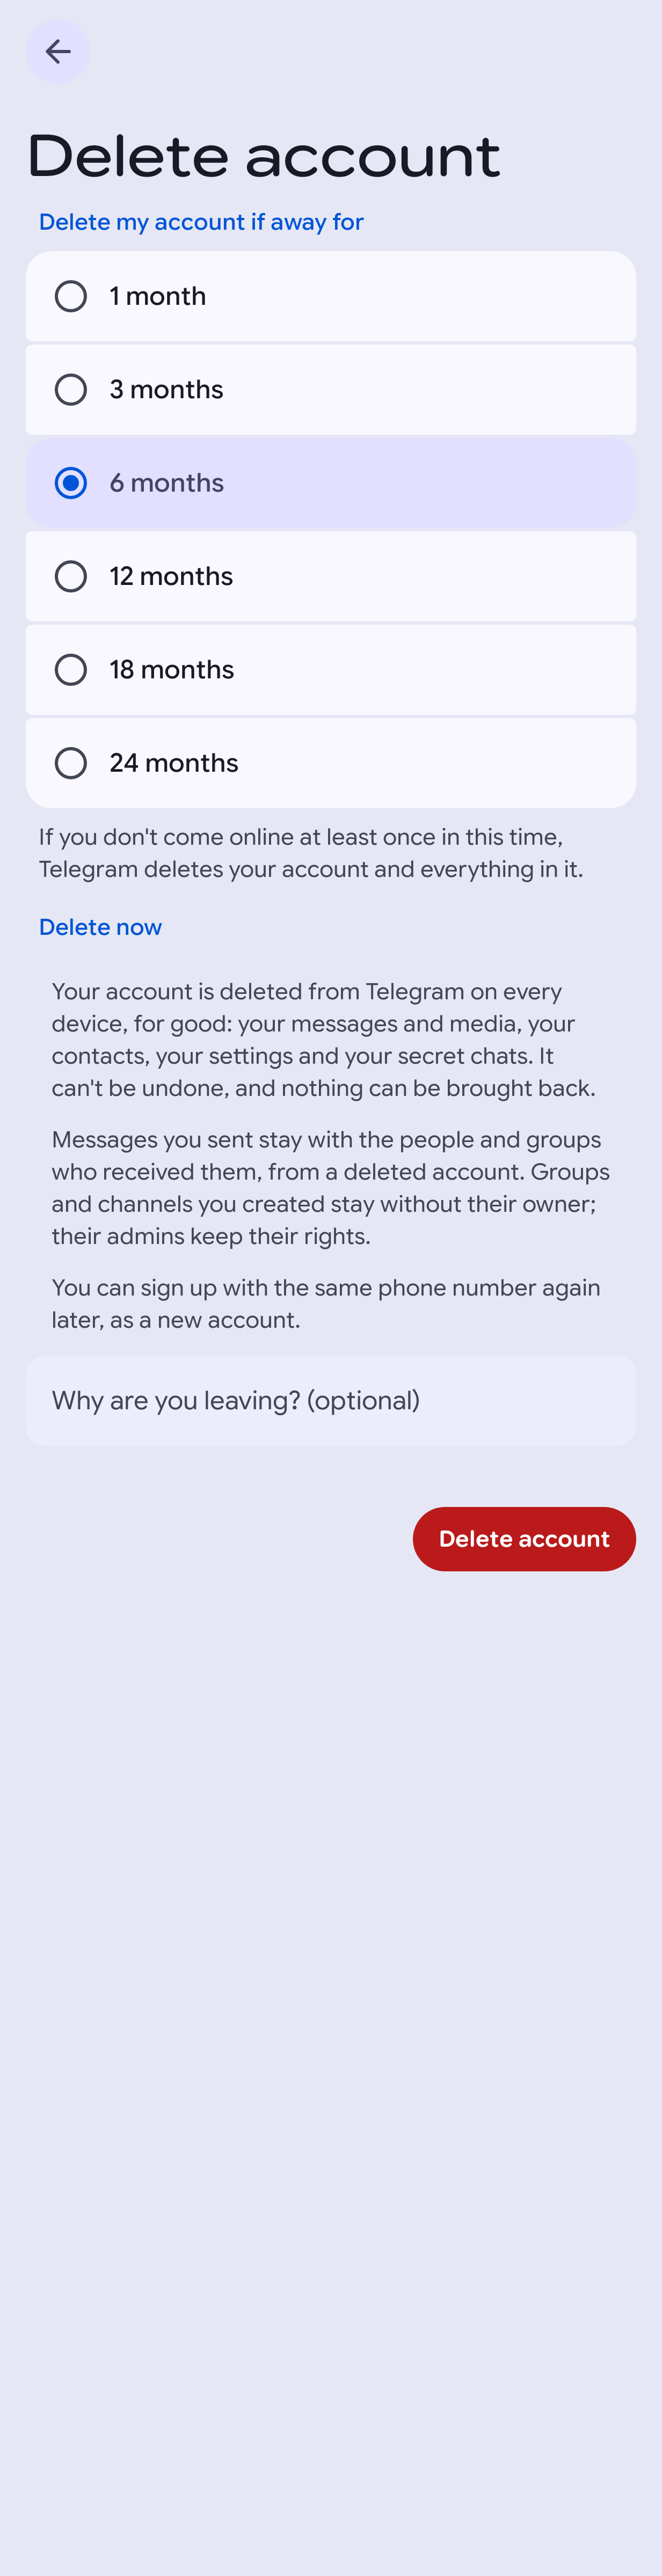 Delete account
Delete my account if away for
1 month
3 months
6 months
12 months
18 months
24 months
If you don't come online at least once in this time,
Telegram deletes your account and everything in it.
Delete now
Your account is deleted from Telegram on every
device, for good: your messages and media, your
contacts, your settings and your secret chats. It
can't be undone, and nothing can be brought back.
Messages you sent stay with the people and groups
who received them, from a deleted account. Groups
and channels you created stay without their owner;
their admins keep their rights.
You can sign up with the same phone number again
later, as a new account.
Why are you leaving? (optional)
Delete account